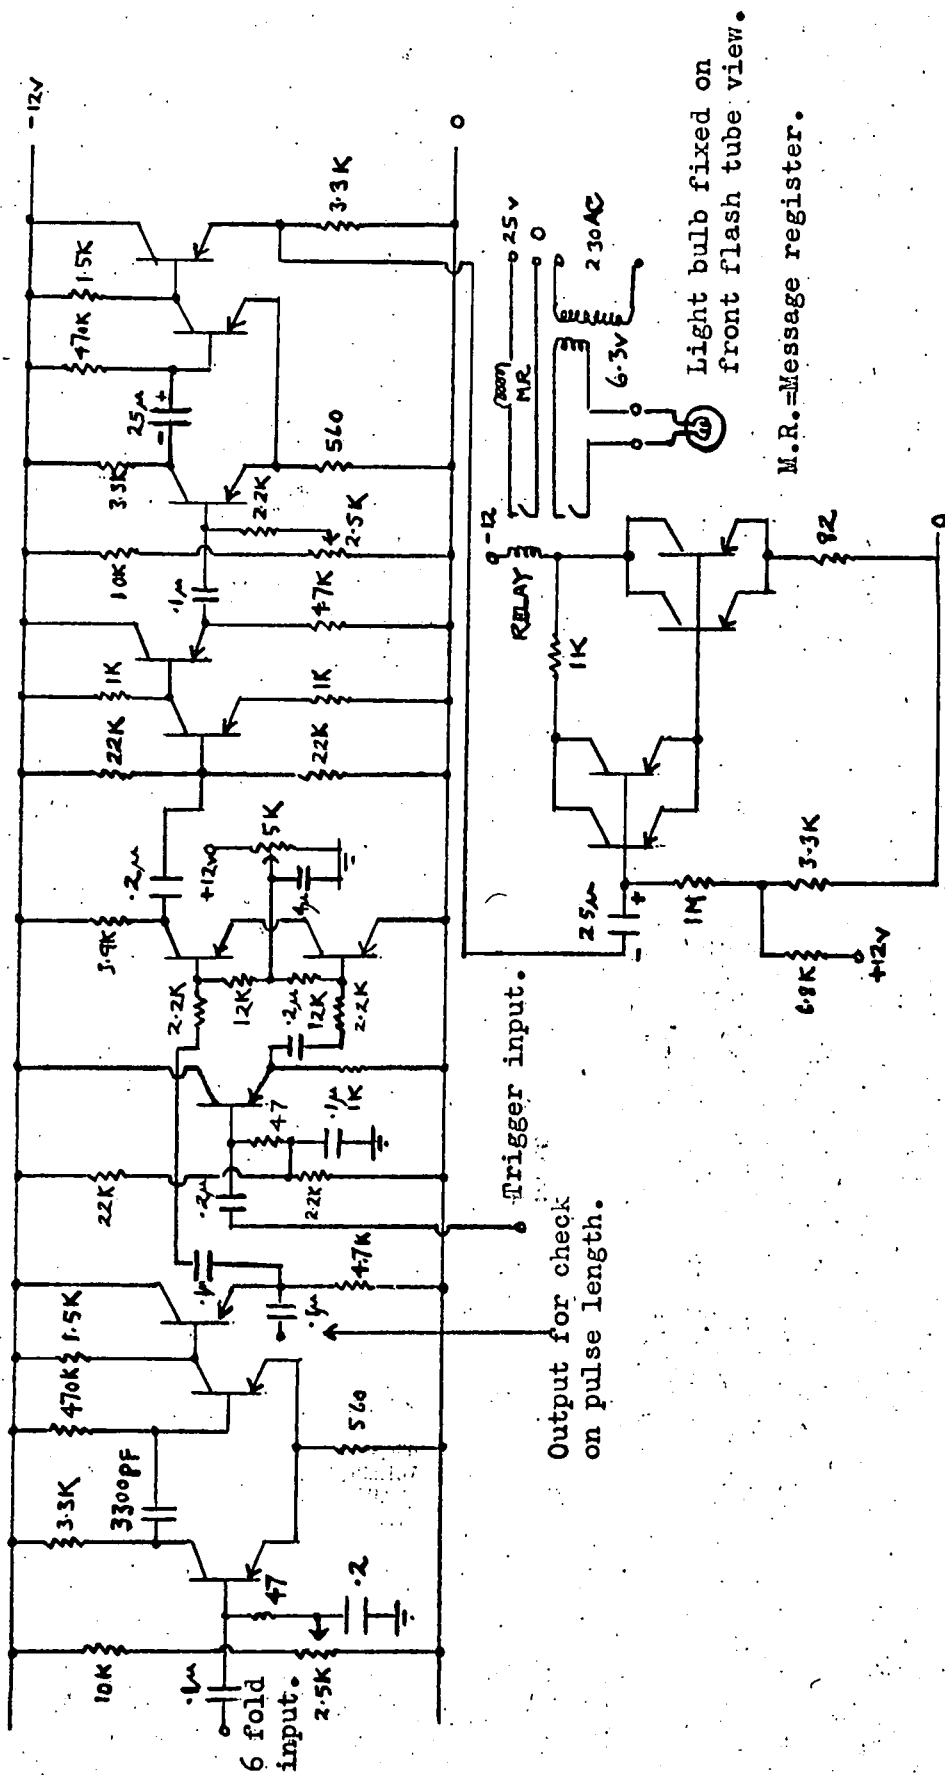 -12v
0
10K
.1µ
6 fold
input.
2.5K
47
.2
3.3K
3300PF
470K
1.5K
560
.1µ
.1µ
4.7K
Output for check
on pulse length.
22K
.2µ
2.2K
47
.1µ
1K
Trigger input.
2.2K
12K
.2µ
12K
2.2K
3.9K
.2µ
+12v
5K
4µ
22K
22K
1K
1K
.1µ
47K
10K
2.2K
2.5K
3.3K
25µ
- +
470K
1.5K
560
3.3K
25µ
- +
1M
6.8K
3.3K
+12v
1K
RELAY
-12
82
0
MR
25v
0
230AC
6.3v
Light bulb fixed on
front flash tube view.
M.R.=Message register.